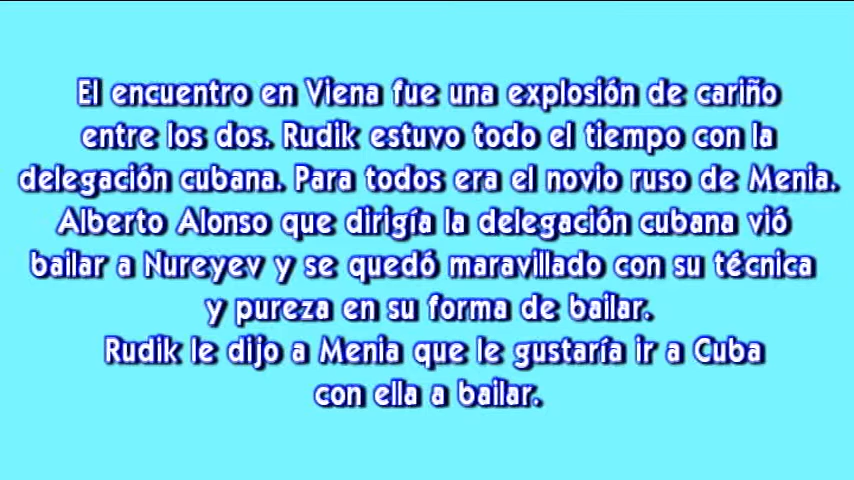 El encuentro en Viena fue una explosión de cariño
entre los dos. Rudik estuvo todo el tiempo con la
delegación cubana. Para todos era el novio ruso de Menia.
Alberto Alonso que dirigía la delegación cubana vió
bailar a Nureyev y se quedó maravillado con su técnica
y pureza en su forma de bailar.
Rudik le dijo a Menia que le gustaría ir a Cuba
con ella a bailar.